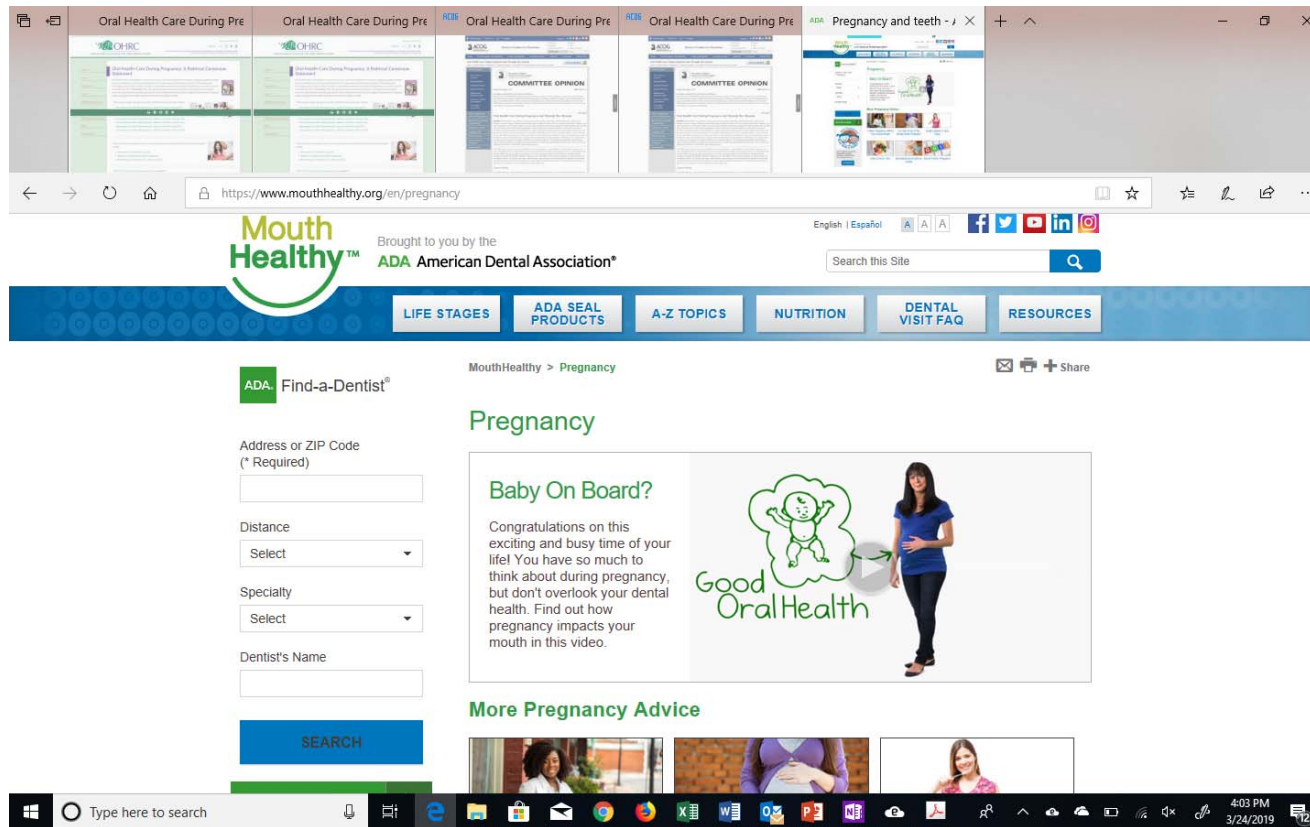 Oral Health Care During Pre
Oral Health Care During Pre
ACOG Oral Health Care During Pre
ACOG Oral Health Care During Pre
ADA Pregnancy and teeth -
OHRC
OHRC
ACOG
ACOG
COMMITTEE OPINION
COMMITTEE OPINION
https://www.mouthhealthy.org/en/pregnancy
Mouth
Healthy™
Brought to you by the
ADA American Dental Association®
English | Español A A A
Search this Site
LIFE STAGES
ADA SEAL
PRODUCTS
A-Z TOPICS
NUTRITION
DENTAL
VISIT FAQ
RESOURCES
ADA. Find-a-Dentist®
Address or ZIP Code
(* Required)
Distance
Select
Specialty
Select
Dentist's Name
SEARCH
MouthHealthy > Pregnancy
Share
Pregnancy
Baby On Board?
Congratulations on this
exciting and busy time of your
life! You have so much to
think about during pregnancy,
but don't overlook your dental
health. Find out how
pregnancy impacts your
mouth in this video.
Good
Oral Health
More Pregnancy Advice
Type here to search
4:03 PM
3/24/2019